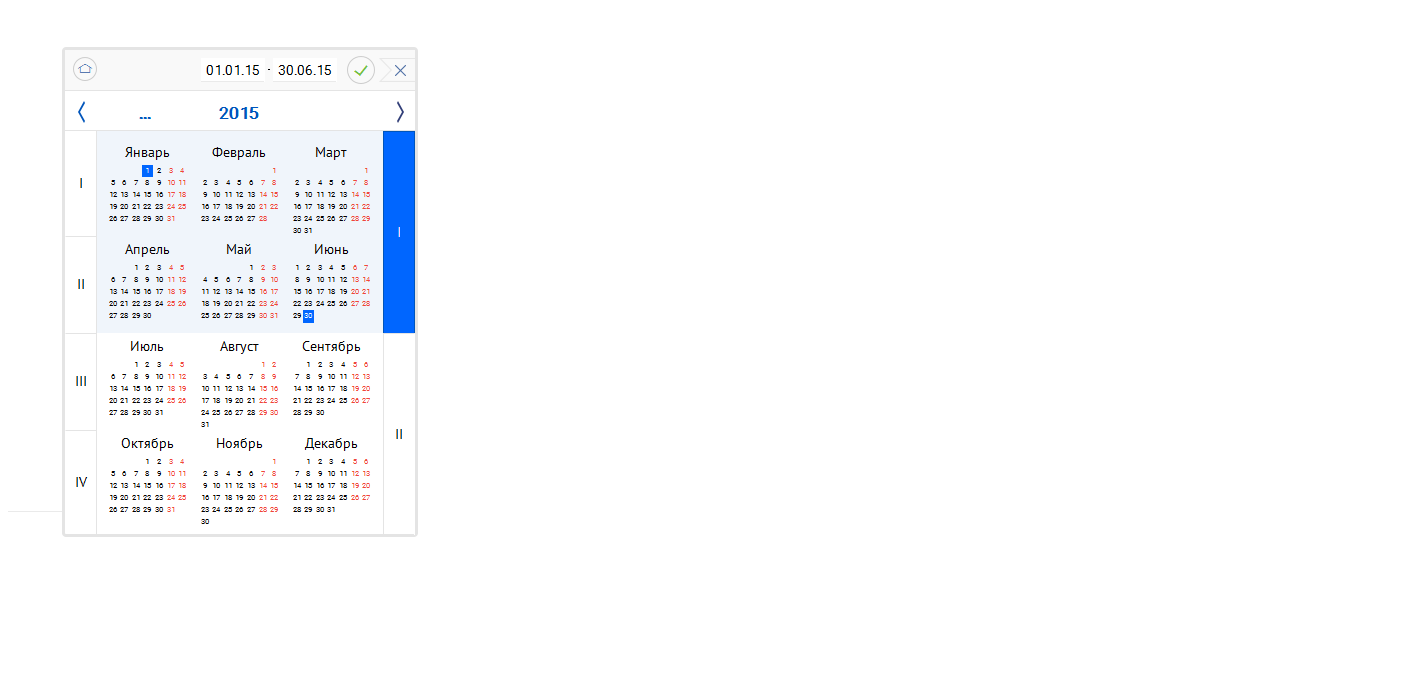 01.01.15 - 30.06.15
... 2015
Январь Февраль Март
1 2 3 4 1 1
5 6 7 8 9 10 11 2 3 4 5 6 7 8 2 3 4 5 6 7 8
I
12 13 14 15 16 17 18 9 10 11 12 13 14 15 9 10 11 12 13 14 15
19 20 21 22 23 24 25 16 17 18 19 20 21 22 16 17 18 19 20 21 22
26 27 28 29 30 31 23 24 25 26 27 28 23 24 25 26 27 28 29
30 31
I
Апрель Май Июнь
1 2 3 4 5 1 2 3 1 2 3 4 5 6 7
6 7 8 9 10 11 12 4 5 6 7 8 9 10 8 9 10 11 12 13 14
II
13 14 15 16 17 18 19 11 12 13 14 15 16 17 15 16 17 18 19 20 21
20 21 22 23 24 25 26 18 19 20 21 22 23 24 22 23 24 25 26 27 28
27 28 29 30 25 26 27 28 29 30 31 29 30
Июль Август Сентябрь
1 2 3 4 5 1 2 1 2 3 4 5 6
6 7 8 9 10 11 12 3 4 5 6 7 8 9 7 8 9 10 11 12 13
III
13 14 15 16 17 18 19 10 11 12 13 14 15 16 14 15 16 17 18 19 20
20 21 22 23 24 25 26 17 18 19 20 21 22 23 21 22 23 24 25 26 27
27 28 29 30 31 24 25 26 27 28 29 30 28 29 30
31
II
Октябрь Ноябрь Декабрь
1 2 3 4 1 1 2 3 4 5 6
5 6 7 8 9 10 11 2 3 4 5 6 7 8 7 8 9 10 11 12 13
IV
12 13 14 15 16 17 18 9 10 11 12 13 14 15 14 15 16 17 18 19 20
19 20 21 22 23 24 25 16 17 18 19 20 21 22 21 22 23 24 25 26 27
26 27 28 29 30 31 23 24 25 26 27 28 29 28 29 30 31
30